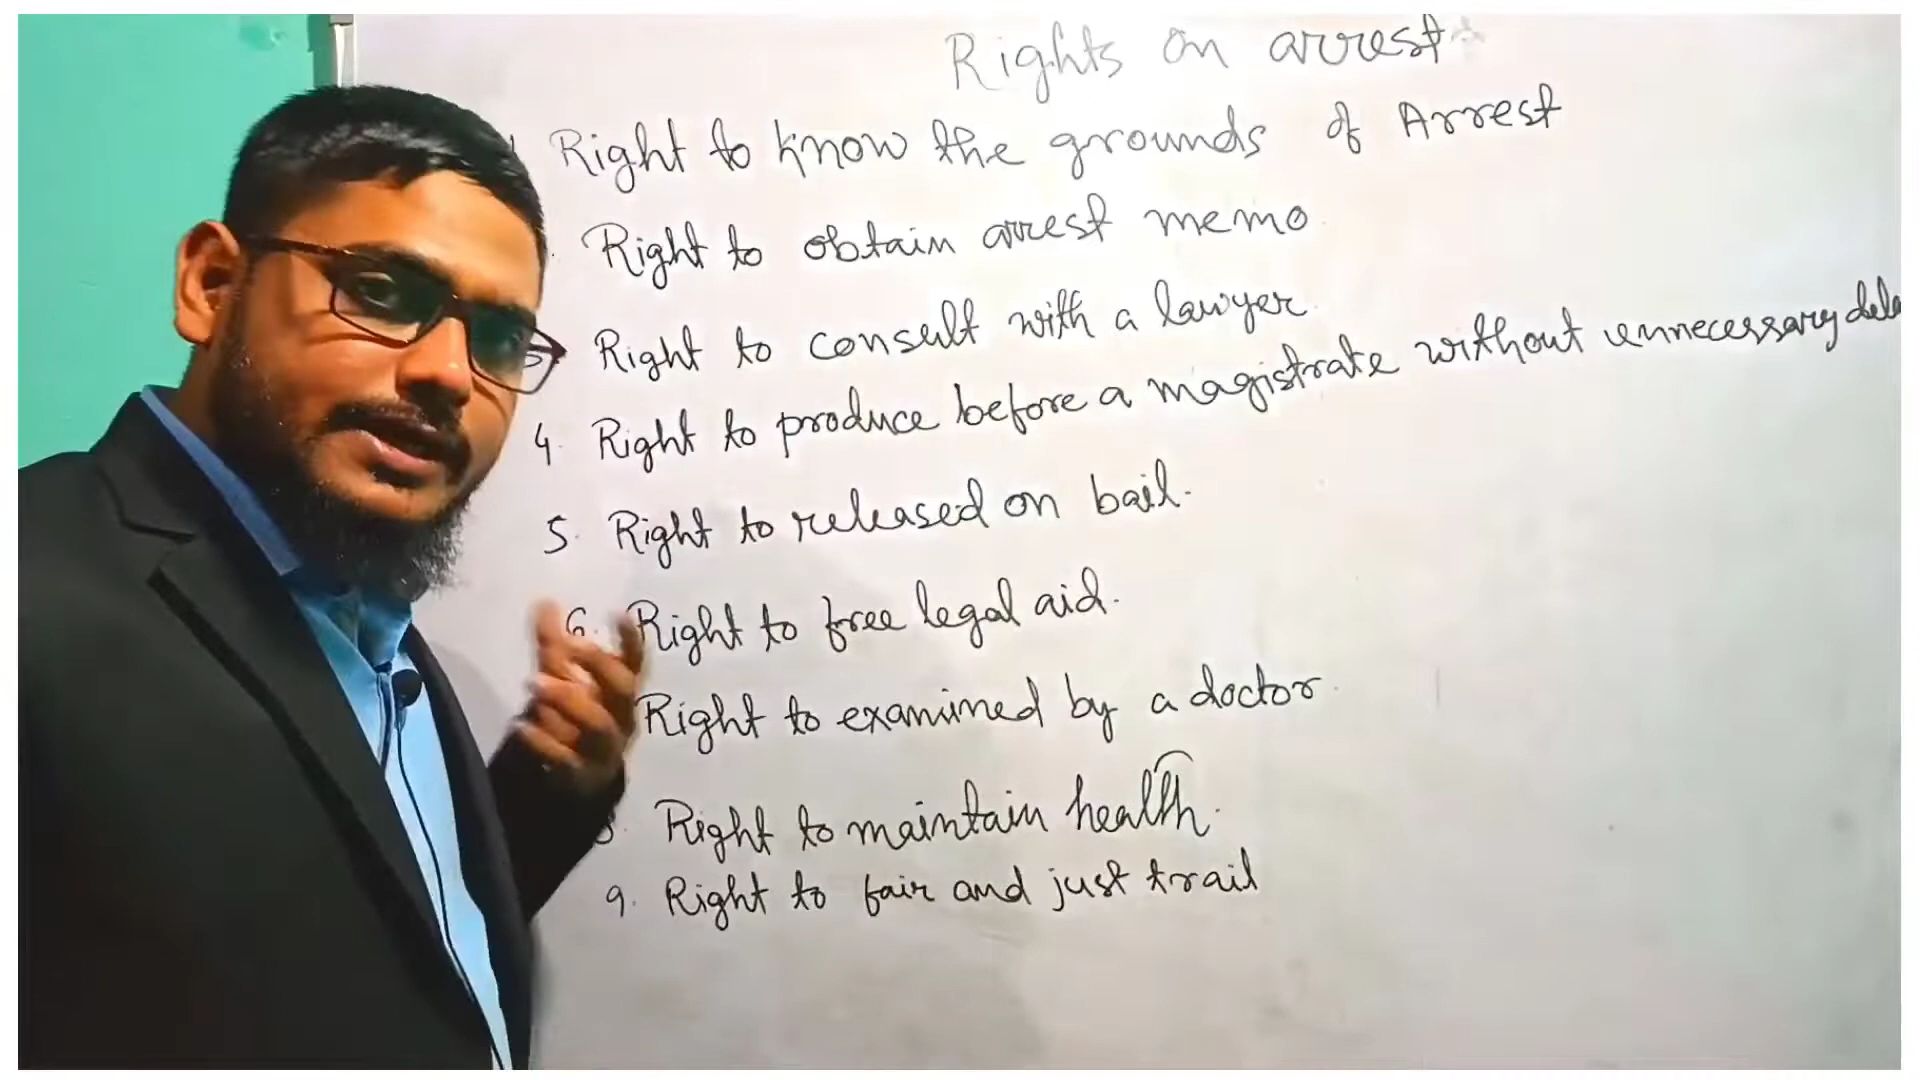 Rights on arrest
Right to know the grounds of Arrest
Right to obtain arrest memo
Right to consult with a lawyer
4. Right to produce before a magistrate without unnecessary dela
5. Right to released on bail.
6. Right to free legal aid.
Right to examined by a doctor.
Right to maintain health.
9. Right to fair and just trail